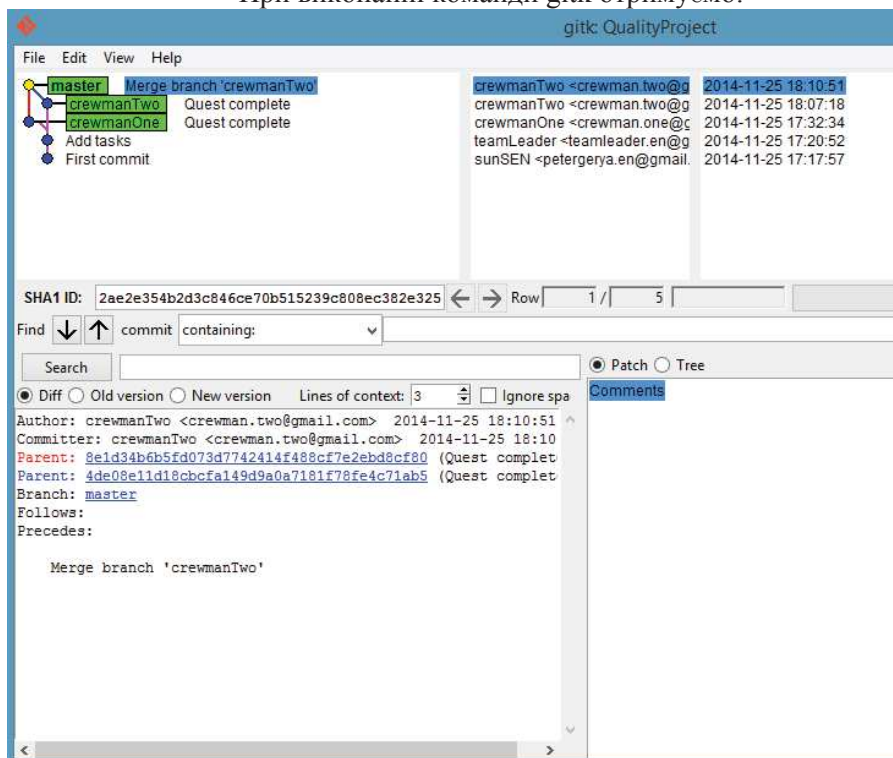 При виконанні команди gitk отримуємо:
gitk: QualityProject
File Edit View Help
master Merge branch 'crewmanTwo' crewmanTwo <crewman.two@g 2014-11-25 18:10:51
crewmanTwo Quest complete crewmanTwo <crewman.two@g 2014-11-25 18:07:18
crewmanOne Quest complete crewmanOne <crewman.one@g 2014-11-25 17:32:34
Add tasks teamLeader <teamleader.en@g 2014-11-25 17:20:52
First commit sunSEN <petergerya.en@gmail. 2014-11-25 17:17:57
SHA1 ID: 2ae2e354b2d3c846ce70b515239c808ec382e325 ← → Row 1 / 5
Find ↓ ↑ commit containing:
Search
Patch Tree
Diff Old version New version Lines of context: 3 Ignore spa
Comments
Author: crewmanTwo <crewman.two@gmail.com> 2014-11-25 18:10:51
Committer: crewmanTwo <crewman.two@gmail.com> 2014-11-25 18:10
Parent: 8e1d34b6b5fd073d7742414f488cf7e2ebd8cf80 (Quest complet
Parent: 4de08e11d18cbcfa149d9a0a7181f78fe4c71ab5 (Quest complet
Branch: master
Follows:
Precedes:
Merge branch 'crewmanTwo'